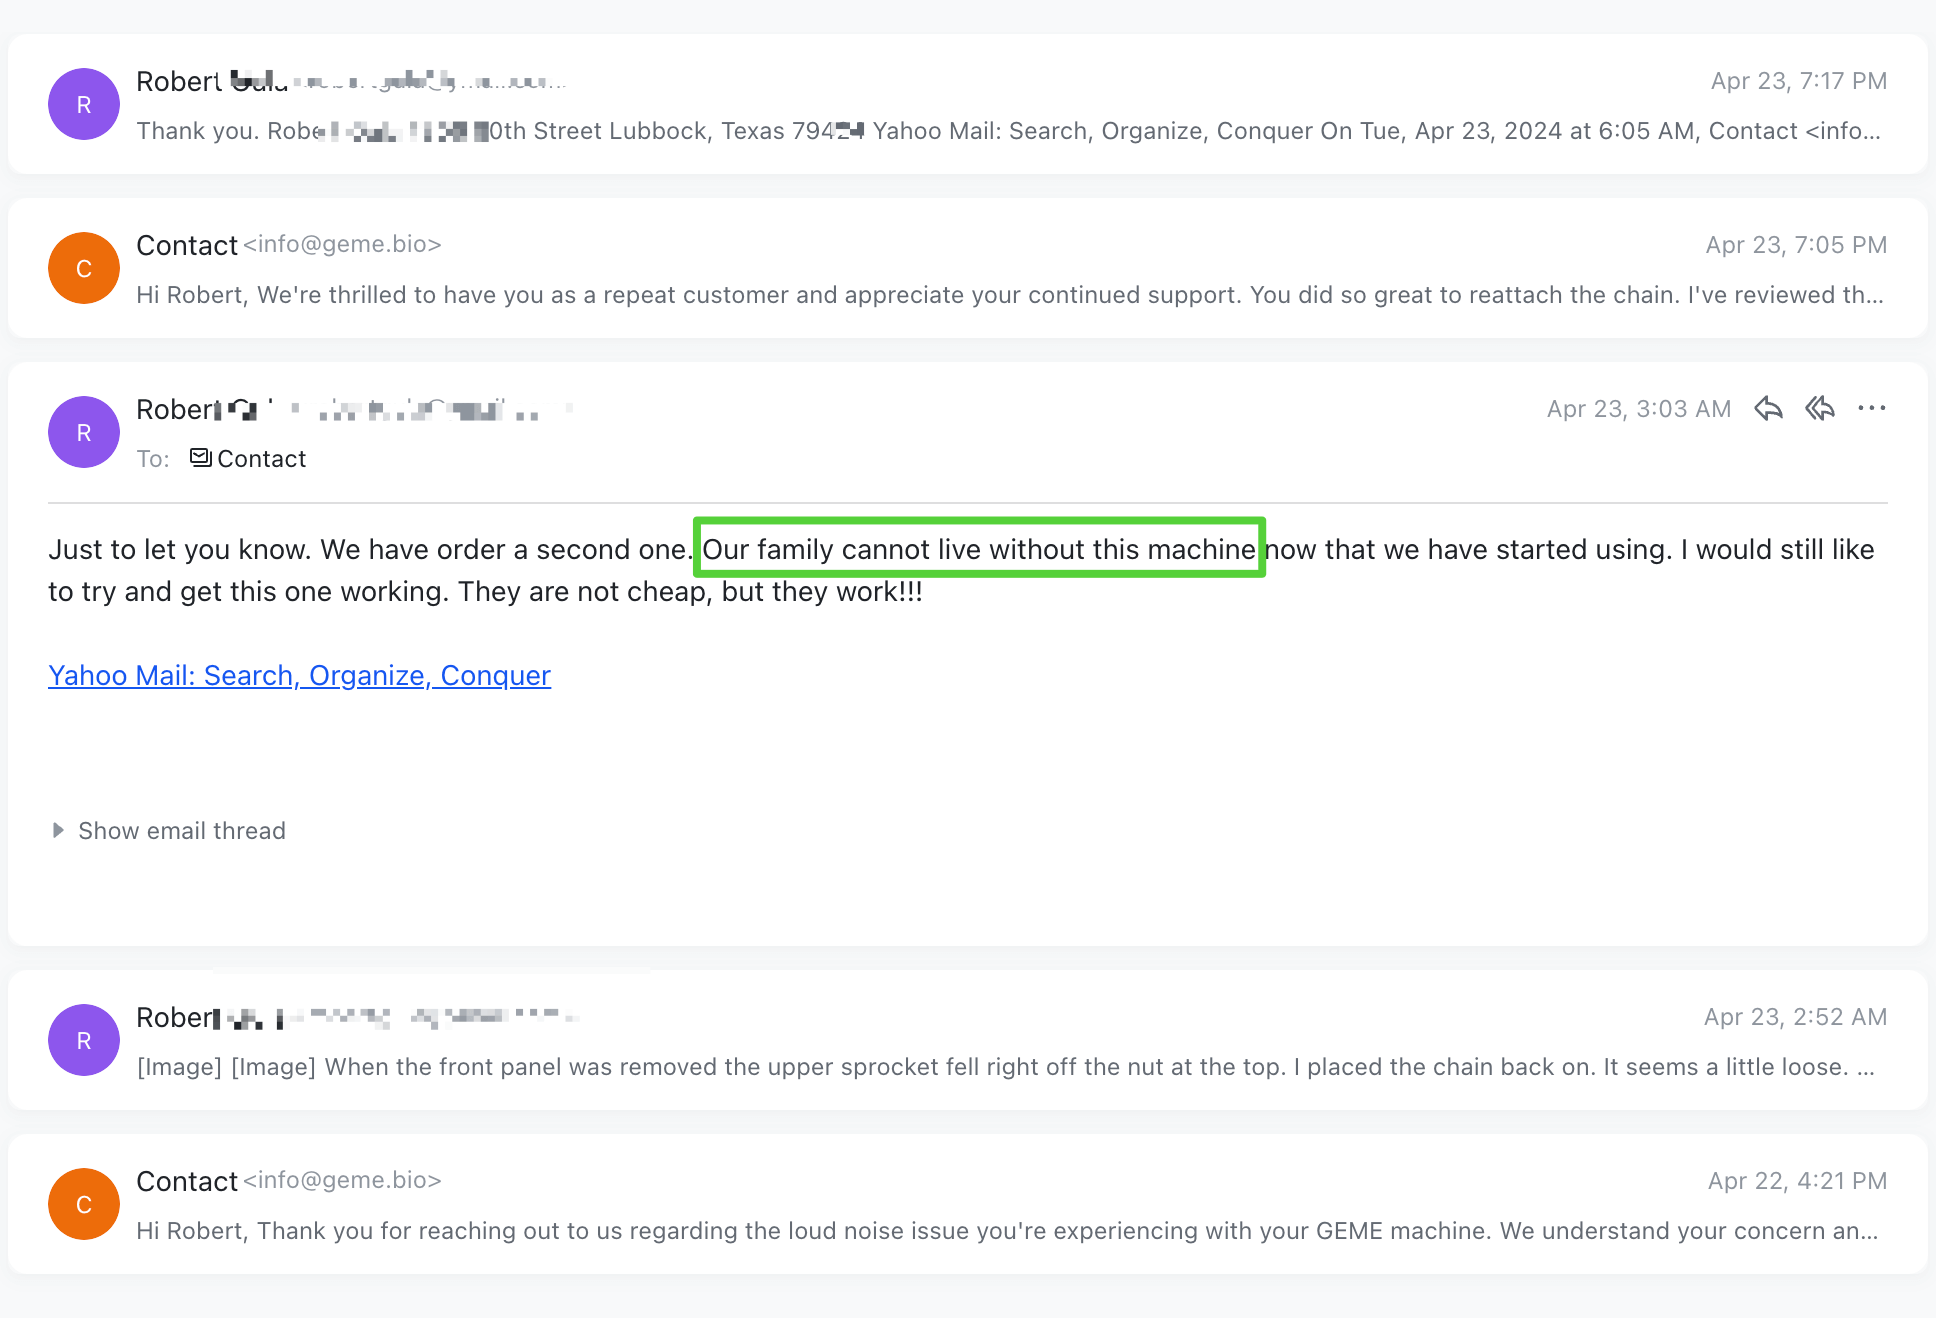 R
Robert
Apr 23, 7:17 PM
Thank you. Robe 0th Street Lubbock, Texas 794 Yahoo Mail: Search, Organize, Conquer On Tue, Apr 23, 2024 at 6:05 AM, Contact <info...
C
Contact <info@geme.bio>
Apr 23, 7:05 PM
Hi Robert, We're thrilled to have you as a repeat customer and appreciate your continued support. You did so great to reattach the chain. I've reviewed th...
R
Robert
Apr 23, 3:03 AM
To: Contact
Just to let you know. We have order a second one. Our family cannot live without this machine now that we have started using. I would still like
to try and get this one working. They are not cheap, but they work!!!
Yahoo Mail: Search, Organize, Conquer
Show email thread
R
Rober
Apr 23, 2:52 AM
[Image] [Image] When the front panel was removed the upper sprocket fell right off the nut at the top. I placed the chain back on. It seems a little loose. ...
C
Contact <info@geme.bio>
Apr 22, 4:21 PM
Hi Robert, Thank you for reaching out to us regarding the loud noise issue you're experiencing with your GEME machine. We understand your concern an...